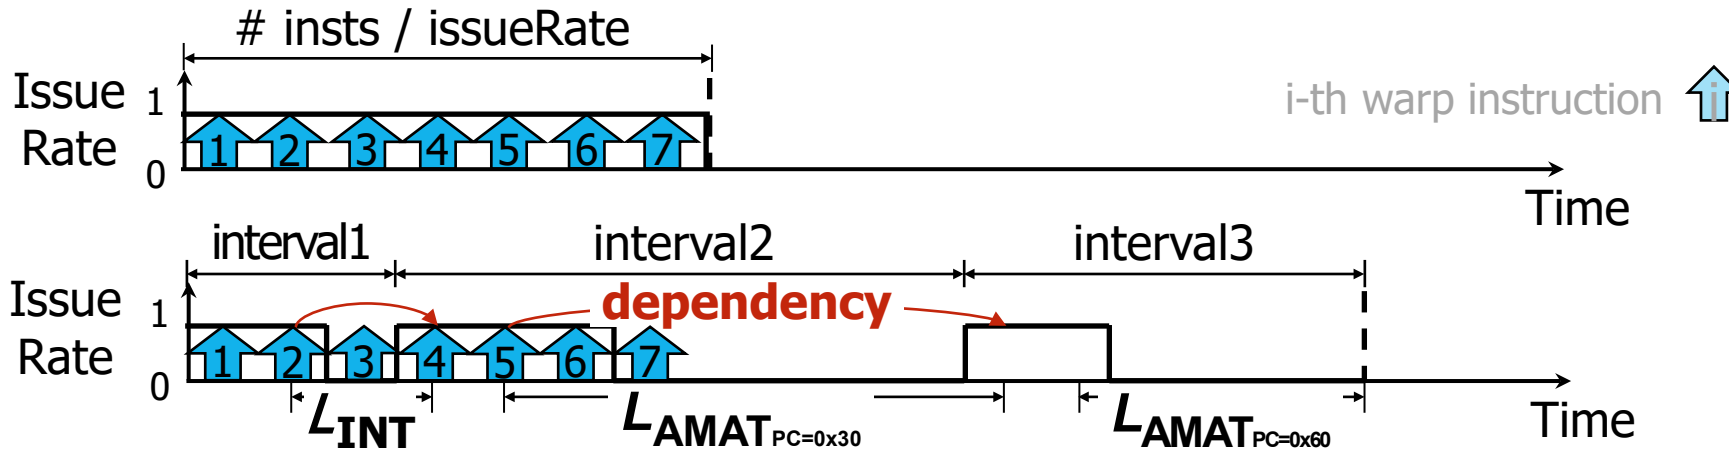 # insts / issueRate
Issue Rate
1
0
1 2 3 4 5 6 7
i-th warp instruction i
Time
interval1 interval2 interval3
Issue Rate
1
0
dependency
1 2 3 4 5 6 7
LINT LAMATPC=0x30 LAMATPC=0x60
Time